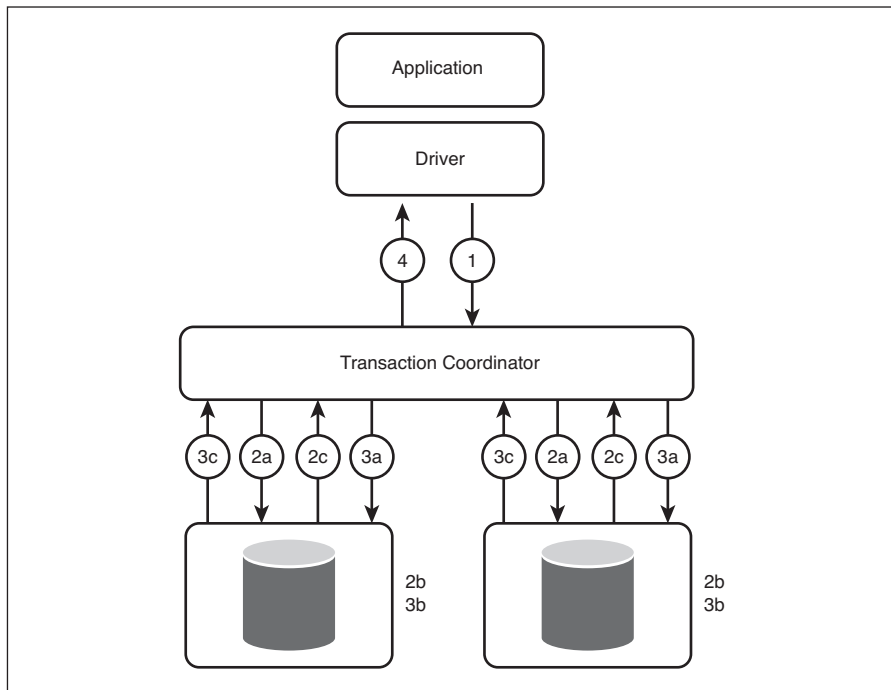 Application
Driver
4 1
Transaction Coordinator
3c 2a 2c 3a 3c 2a 2c 3a
2b 2b
3b 3b